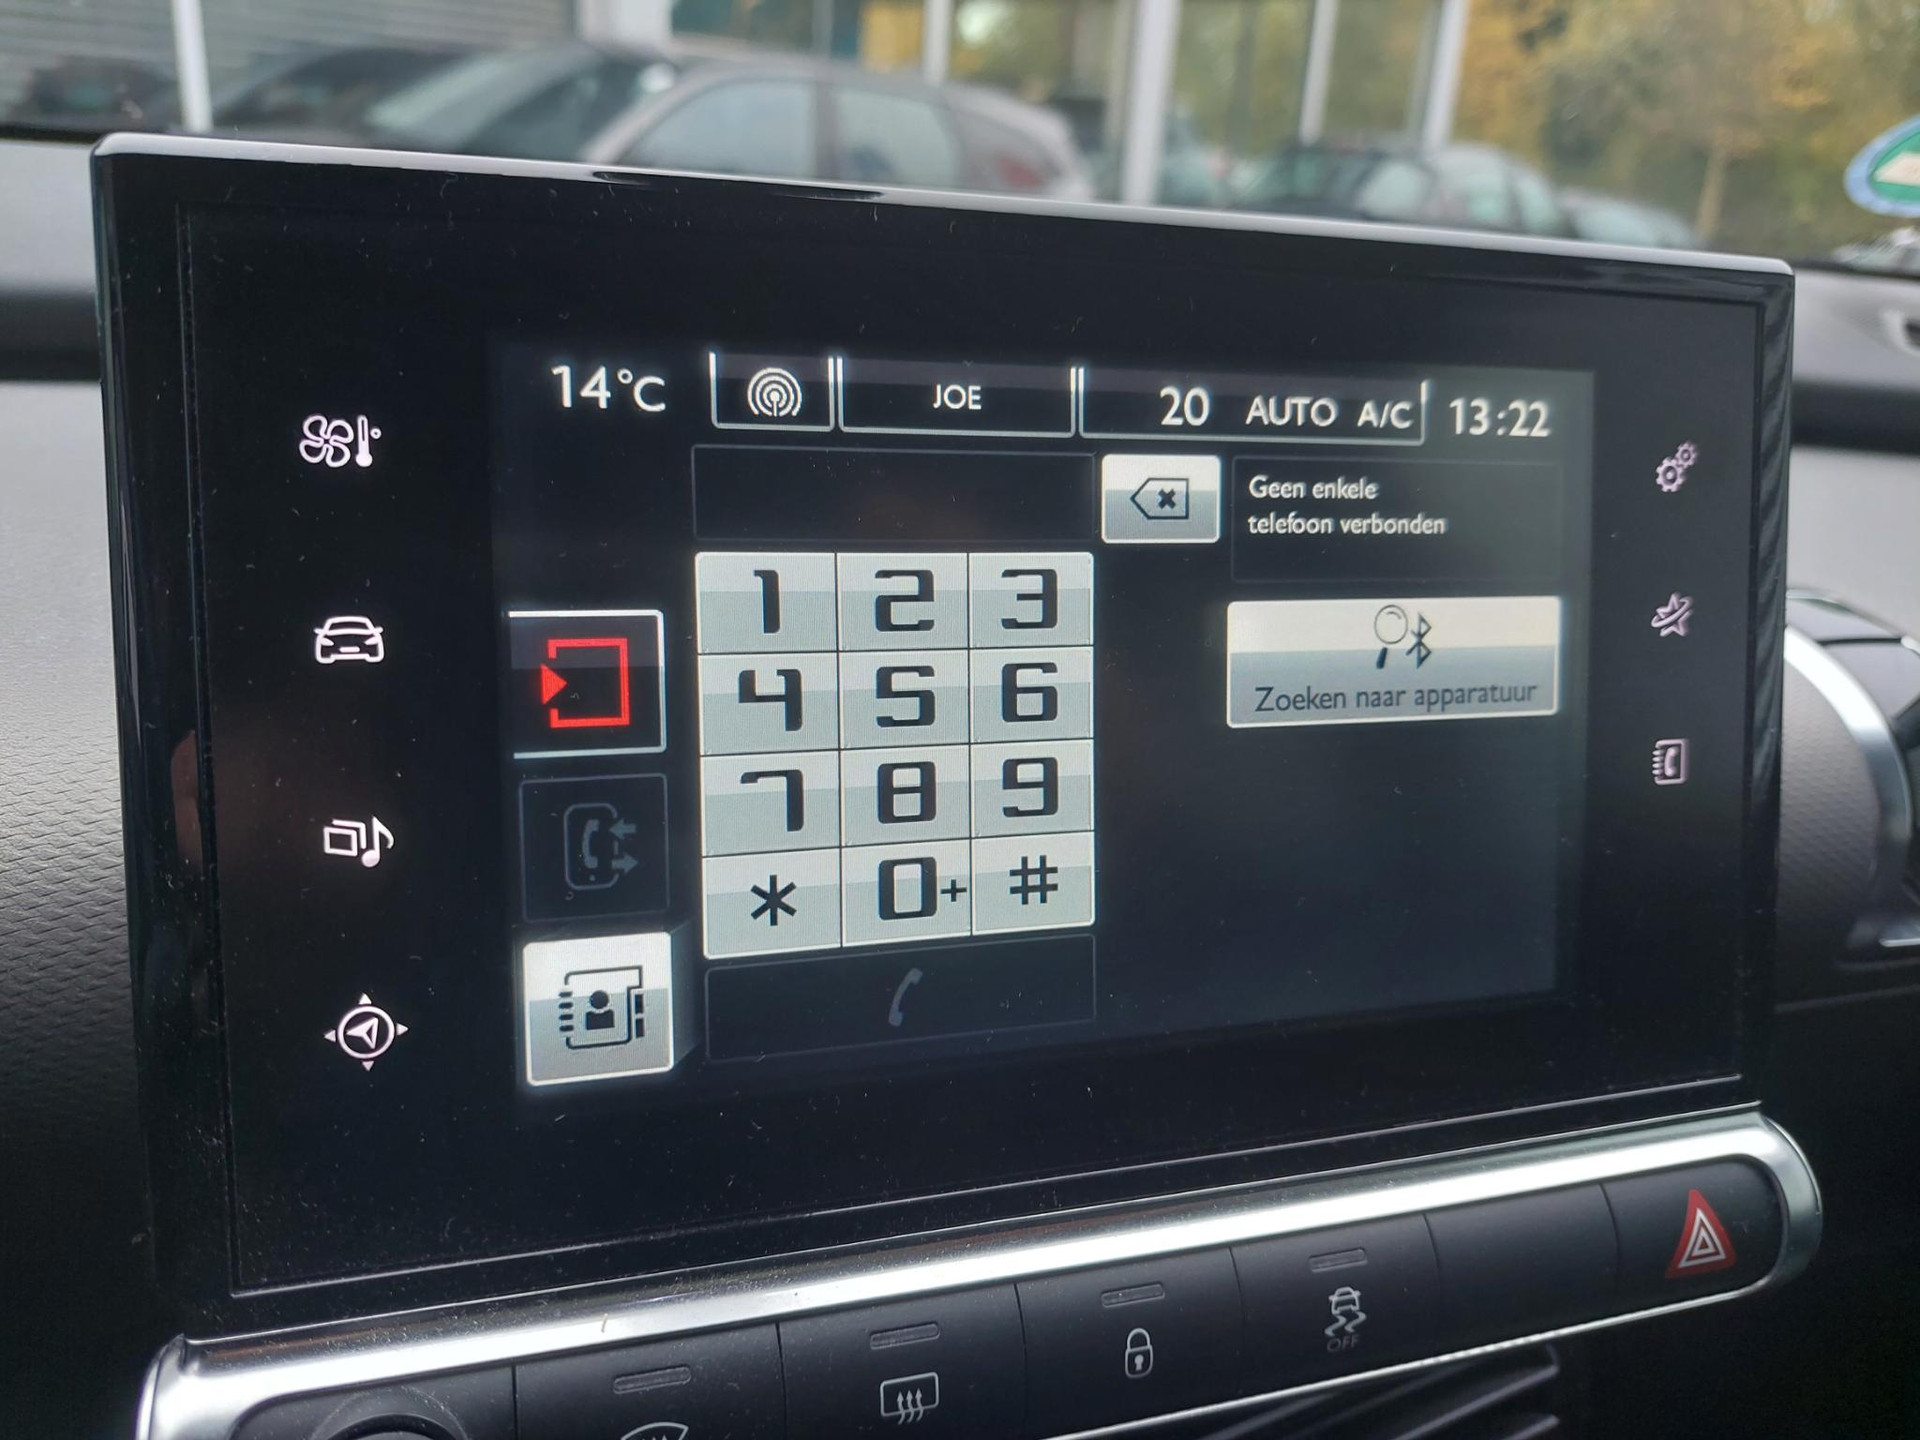 14°C JOE 20 AUTO A/C 13:22
Geen enkele
telefoon verbonden
1 2 3
4 5 6
Zoeken naar apparatuur
7 8 9
* 0+ #
OFF